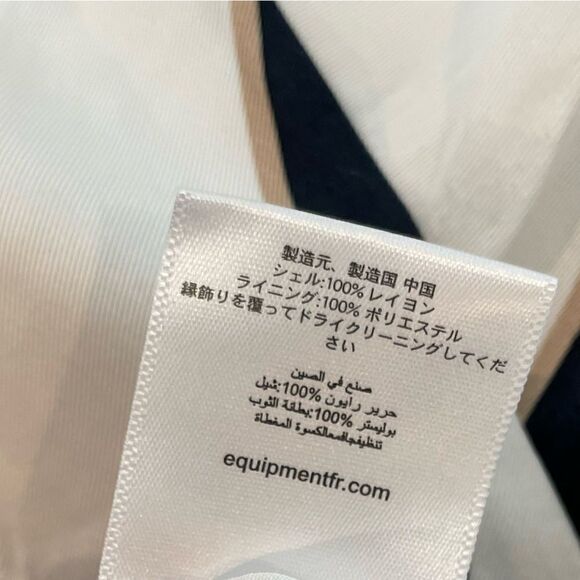 製造元、製造国 中国
シェル:100% レイヨン
ライニング:100% ポリエステル
縁飾りを覆ってドライクリーニングしてくだ
さい
صنع في الصين
حرير رايون %100:شيل
بوليستر %100:بطانة الثوب
تنظيفجافمعالكسوة المغطاة
equipmentfr.com